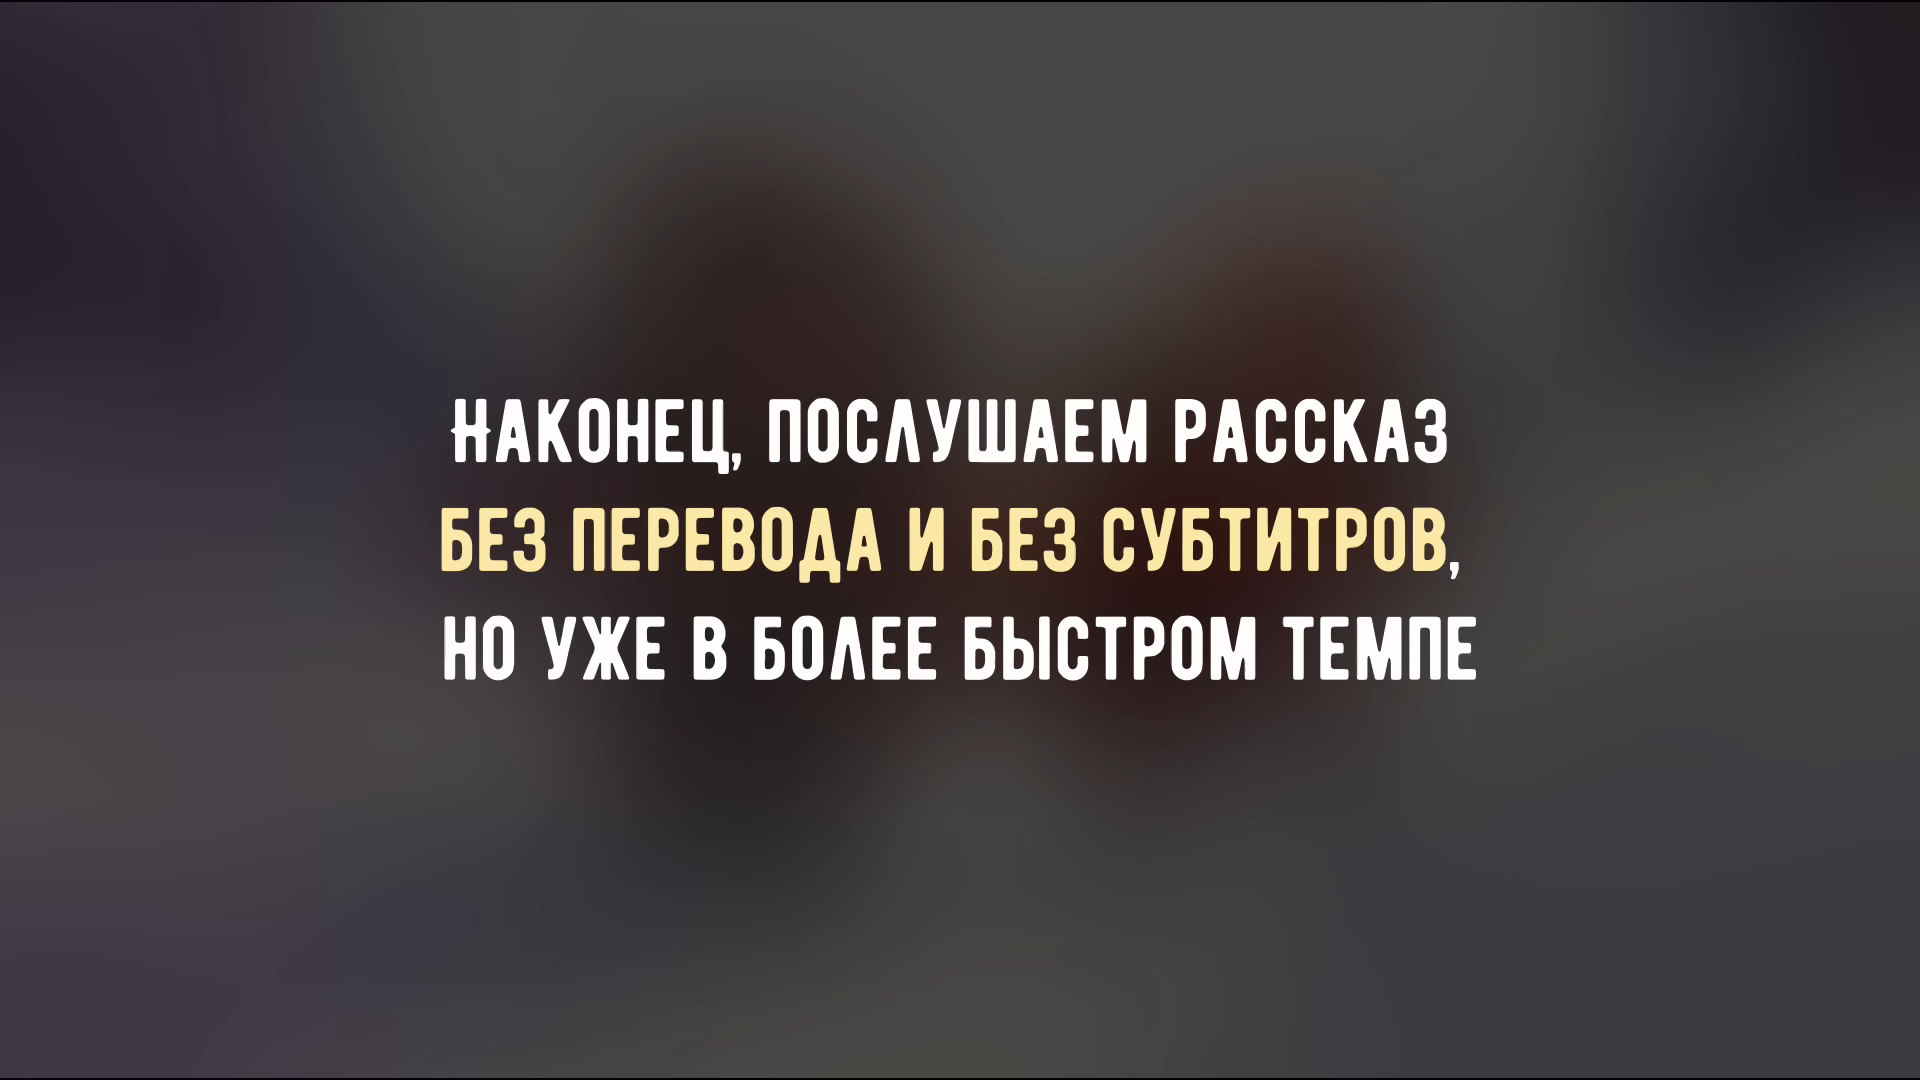 Наконец, послушаем рассказ
без перевода и без субтитров,
но уже в более быстром темпе